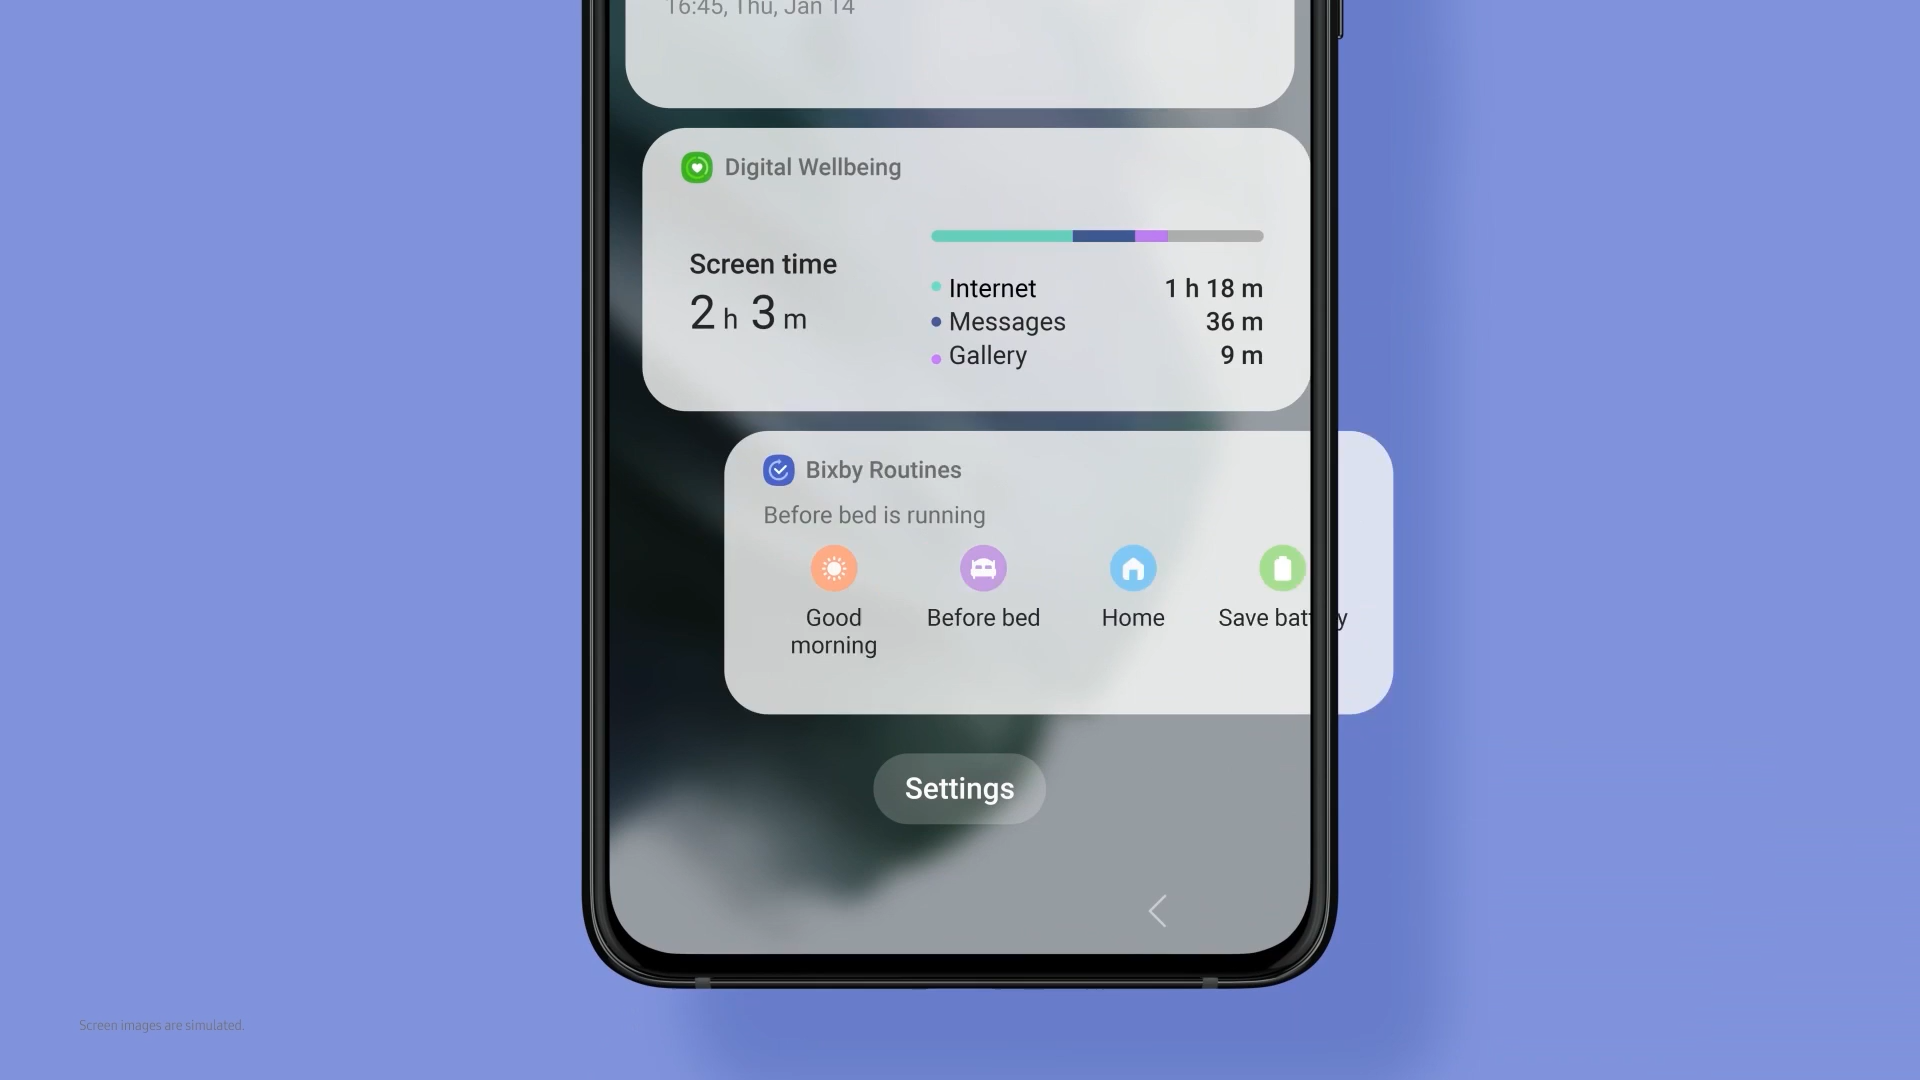 16:45, Thu, Jan 14
Digital Wellbeing
Screen time
2 h 3 m
Internet 1 h 18 m
Messages 36 m
Gallery 9 m
Bixby Routines
Before bed is running
Good morning
Before bed
Home
Save battery
Settings
Screen images are simulated.